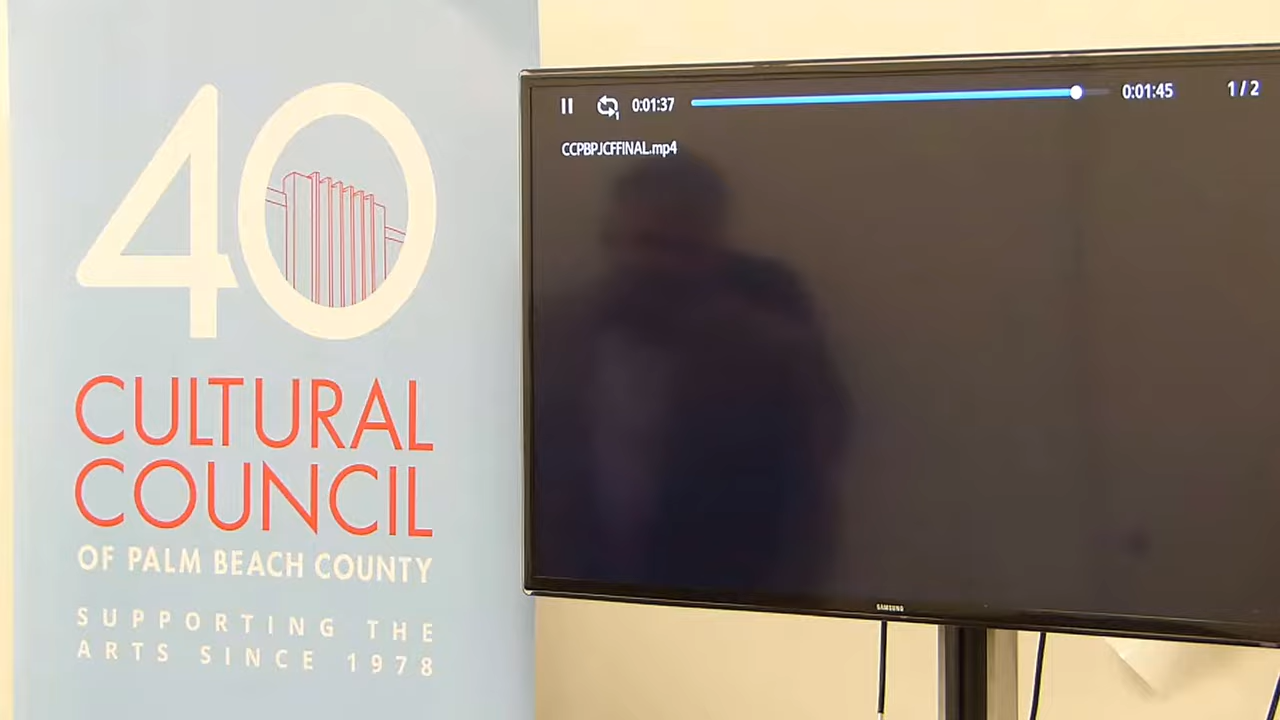 40
CULTURAL
COUNCIL
OF PALM BEACH COUNTY
SUPPORTING THE
ARTS SINCE 1978
0:01:37
0:01:45
1 / 2
CCPBPJCFFINAL.mp4
SAMSUNG